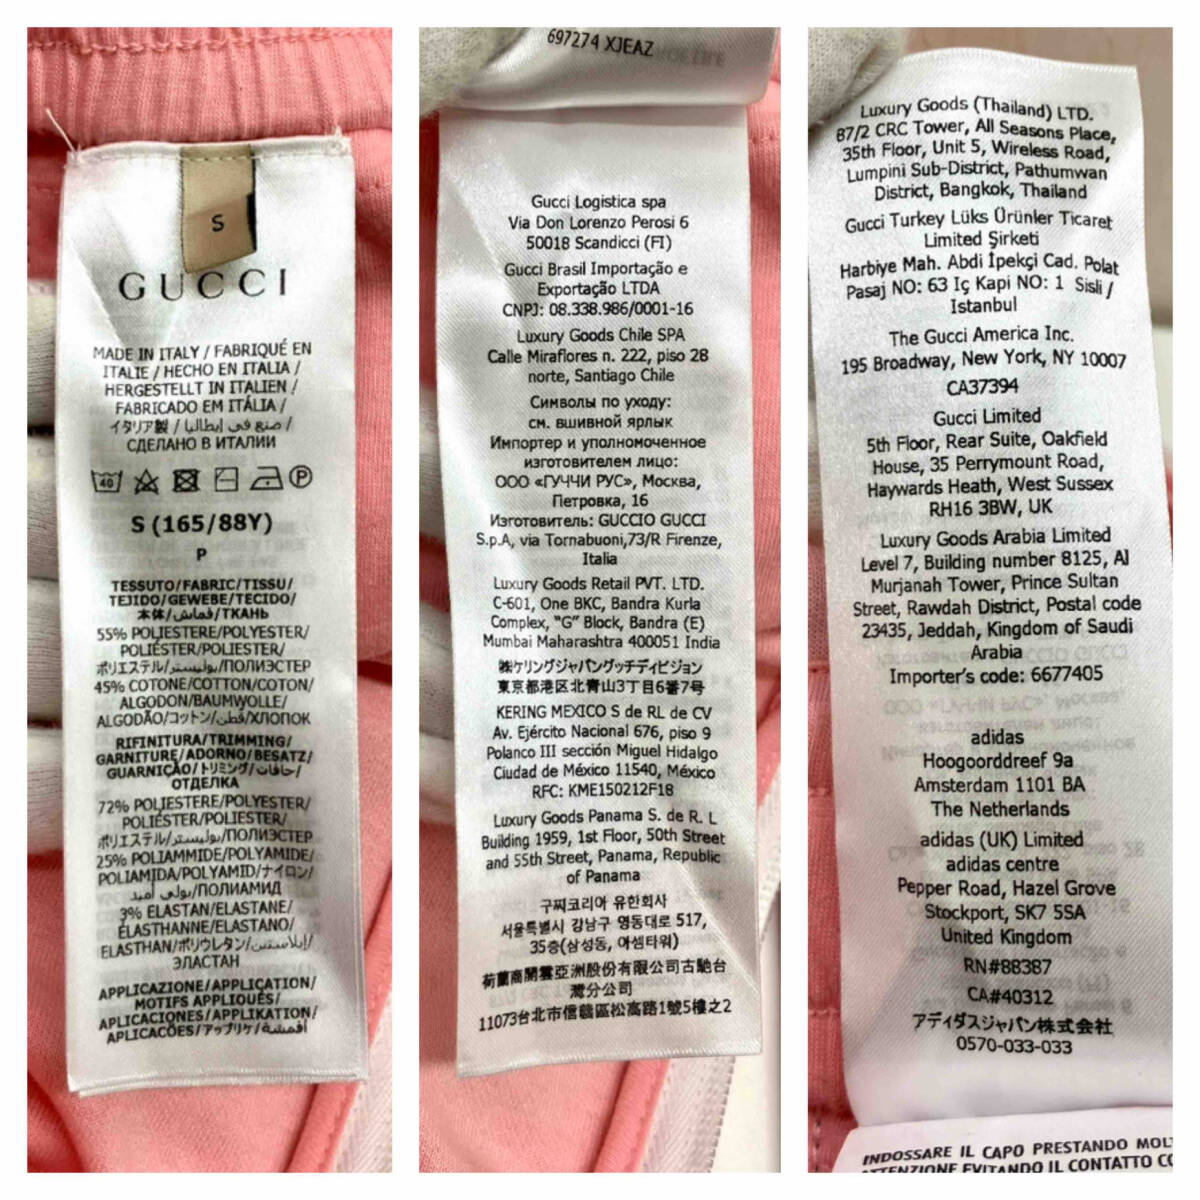 S
GUCCI
MADE IN ITALY / FABRIQUÉ EN
ITALIE / HECHO EN ITALIA /
HERGESTELLT IN ITALIEN /
FABRICADO EM ITÁLIA /
イタリア製 / صنع في إيطاليا /
СДЕЛАНО В ИТАЛИИ
40 P
S (165/88Y)
P
TESSUTO/FABRIC/TISSU/
TEJIDO/GEWEBE/TECIDO/
本体/قماش/ТКАНЬ
55% POLIESTERE/POLYESTER/
POLIÉSTER/POLYESTER/
ポリエステル/بوليستر/ПОЛИЭСТЕР
45% COTONE/COTTON/COTON/
ALGODON/BAUMWOLLE/
ALGODÃO/コットン/قطن/ХЛОПОК
RIFINITURA/TRIMMING/
GARNITURE/ADORNO/BESATZ/
GUARNIÇÃO/トリミング/حافات/
ОТДЕЛКА
72% POLIESTERE/POLYESTER/
POLIÉSTER/POLYESTER/
ポリエステル/بوليستر/ПОЛИЭСТЕР
25% POLIAMMIDE/POLYAMIDE/
POLIAMIDA/POLYAMID/ナイロン/
بولي أميد/ПОЛИАМИД
3% ELASTAN/ELASTANE/
ÉLASTHANNE/ELASTANO/
ELASTHAN/ポリウレタン/إيلاستين/
ЭЛАСТАН
APPLICAZIONE/APPLICATION/
MOTIFS APPLIQUÉS/
APLICACIONES/APPLIKATION/
APLICACÕES/アップリケ/أقمشة/
697274 XJEAZ
Gucci Logistica spa
Via Don Lorenzo Perosi 6
50018 Scandicci (FI)
Gucci Brasil Importação e
Exportação LTDA
CNPJ: 08.338.986/0001-16
Luxury Goods Chile SPA
Calle Miraflores n. 222, piso 28
norte, Santiago Chile
Символы по уходу:
см. вшивной ярлык
Импортер и уполномоченное
изготовителем лицо:
ООО «ГУЧЧИ РУС», Москва,
Петровка, 16
Изготовитель: GUCCIO GUCCI
S.p.A, via Tornabuoni,73/R Firenze,
Italia
Luxury Goods Retail PVT. LTD.
C-601, One BKC, Bandra Kurla
Complex, "G" Block, Bandra (E)
Mumbai Maharashtra 400051 India
㈱ケリングジャパングッチディビジョン
東京都港区北青山3丁目6番7号
KERING MEXICO S de RL de CV
Av. Ejército Nacional 676, piso 9
Polanco III sección Miguel Hidalgo
Ciudad de México 11540, México
RFC: KME150212F18
Luxury Goods Panama S. de R. L
Building 1959, 1st Floor, 50th Street
and 55th Street, Panama, Republic
of Panama
구찌코리아 유한회사
서울특별시 강남구 영동대로 517,
35층(삼성동, 아셈타워)
荷蘭商開雲亞洲股份有限公司古馳台
灣分公司
11073台北市信義區松高路1號5樓之2
Luxury Goods (Thailand) LTD.
87/2 CRC Tower, All Seasons Place,
35th Floor, Unit 5, Wireless Road,
Lumpini Sub-District, Pathumwan
District, Bangkok, Thailand
Gucci Turkey Lüks Ürünler Ticaret
Limited Şirketi
Harbiye Mah. Abdi İpekçi Cad. Polat
Pasaj NO: 63 Iç Kapi NO: 1 Sisli /
Istanbul
The Gucci America Inc.
195 Broadway, New York, NY 10007
CA37394
Gucci Limited
5th Floor, Rear Suite, Oakfield
House, 35 Perrymount Road,
Haywards Heath, West Sussex
RH16 3BW, UK
Luxury Goods Arabia Limited
Level 7, Building number 8125, Al
Murjanah Tower, Prince Sultan
Street, Rawdah District, Postal code
23435, Jeddah, Kingdom of Saudi
Arabia
Importer's code: 6677405
adidas
Hoogoorddreef 9a
Amsterdam 1101 BA
The Netherlands
adidas (UK) Limited
adidas centre
Pepper Road, Hazel Grove
Stockport, SK7 5SA
United Kingdom
RN#88387
CA#40312
アディダスジャパン株式会社
0570-033-033
INDOSSARE IL CAPO PRESTANDO MOL
ATTENZIONE EVITANDO IL CONTATTO CO